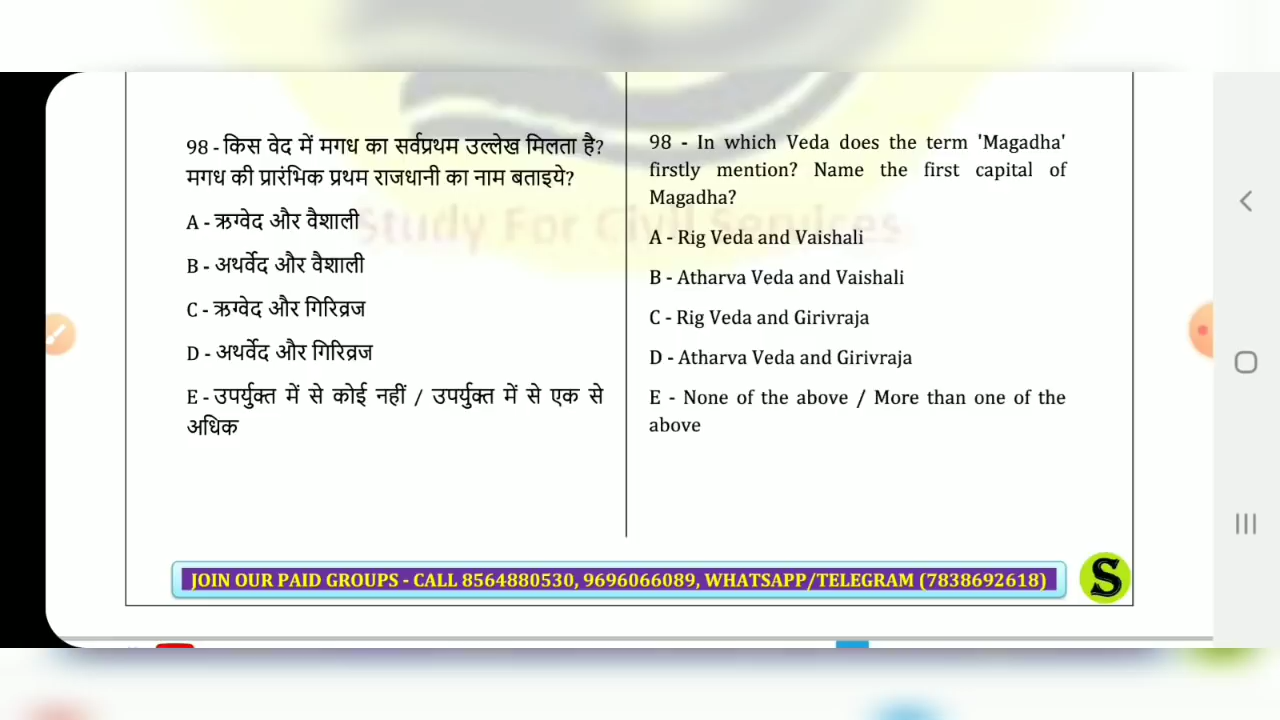 98 - किस वेद में मगध का सर्वप्रथम उल्लेख मिलता है?
मगध की प्रारंभिक प्रथम राजधानी का नाम बताइये?
A - ऋग्वेद और वैशाली
B - अथर्वेद और वैशाली
C - ऋग्वेद और गिरिव्रज
D - अथर्वेद और गिरिव्रज
E - उपर्युक्त में से कोई नहीं / उपर्युक्त में से एक से
अधिक
98 - In which Veda does the term 'Magadha'
firstly mention? Name the first capital of
Magadha?
A - Rig Veda and Vaishali
B - Atharva Veda and Vaishali
C - Rig Veda and Girivraja
D - Atharva Veda and Girivraja
E - None of the above / More than one of the
above
Study For Civil Services
JOIN OUR PAID GROUPS - CALL 8564880530, 9696066089, WHATSAPP/TELEGRAM (7838692618)
S